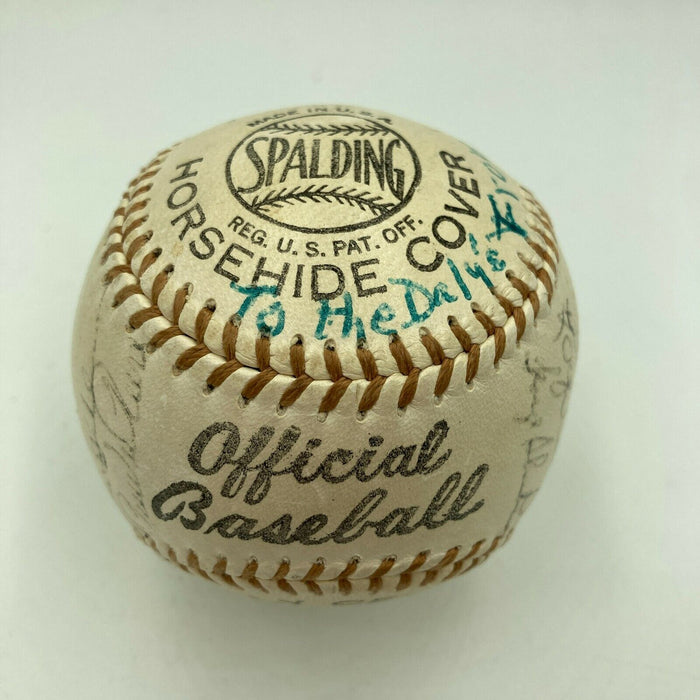 MADE IN U.S.A.
SPALDING
REG. U. S. PAT. OFF.
HORSEHIDE COVER
To the Daly's
Official
Baseball